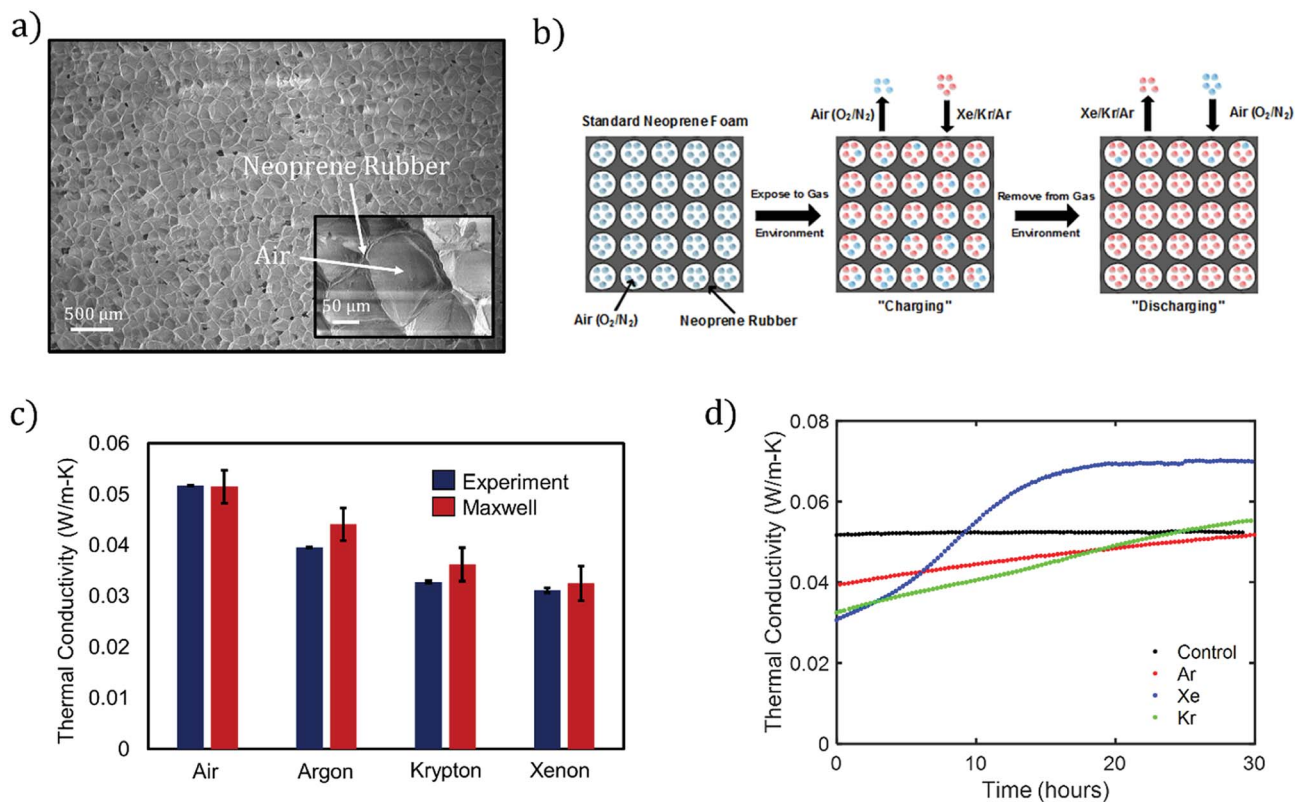 a)
Neoprene Rubber
Air
500 μm
50 μm
b)
Air (O₂/N₂)
Xe/Kr/Ar
Xe/Kr/Ar
Air (O₂/N₂)
Standard Neoprene Foam
Expose to Gas
Environment
Remove from Gas
Environment
"Charging"
"Discharging"
Air (O₂/N₂)
Neoprene Rubber
c)
Thermal Conductivity (W/m-K)
0.06
0.05
0.04
0.03
0.02
0.01
0
Experiment
Maxwell
Air
Argon
Krypton
Xenon
d)
Thermal Conductivity (W/m-K)
0.08
0.06
0.04
0.02
0
Control
Ar
Xe
Kr
0
10
20
30
Time (hours)